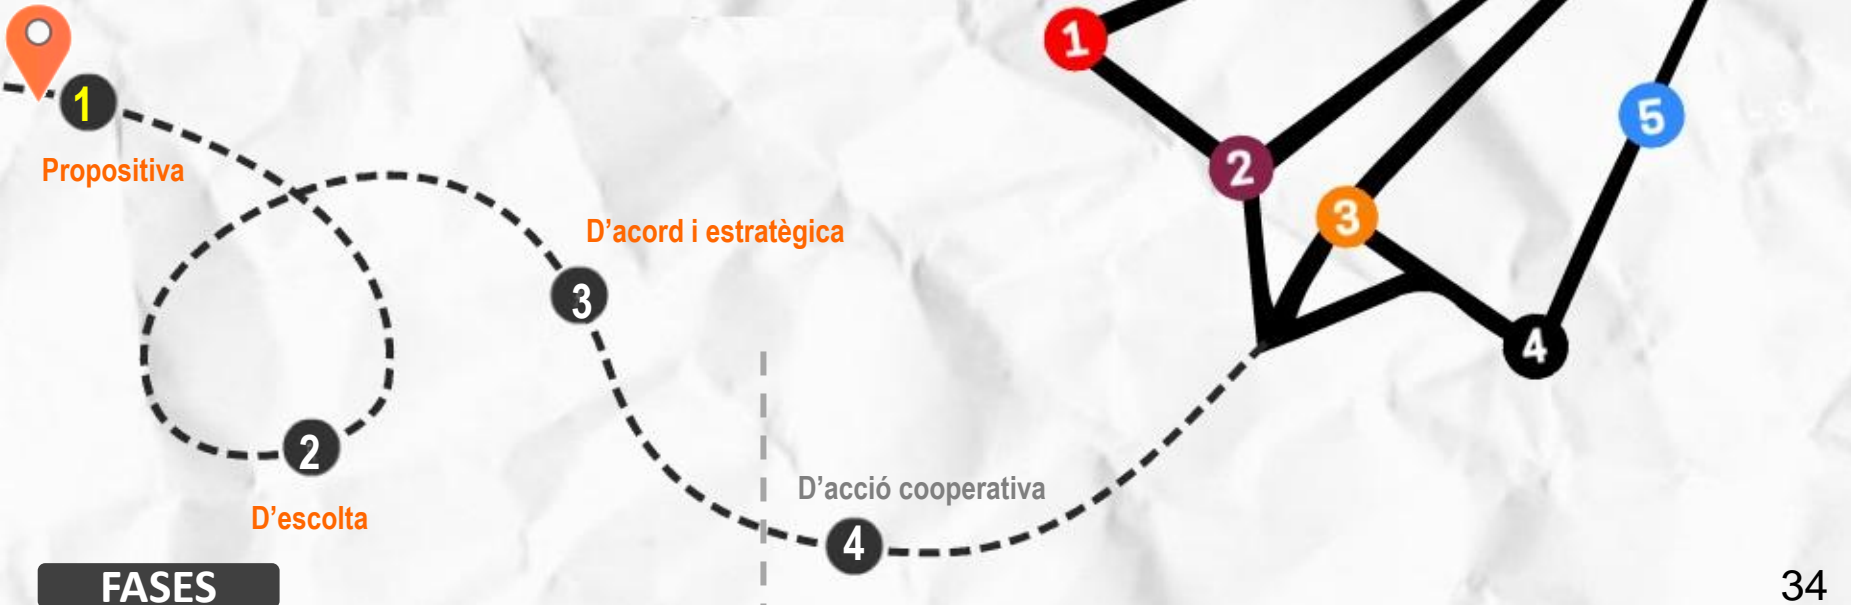 1
Propositiva
2
D'escolta
3
D'acord i estratègica
4
D'acció cooperativa
1
2
3
4
5
FASES
34